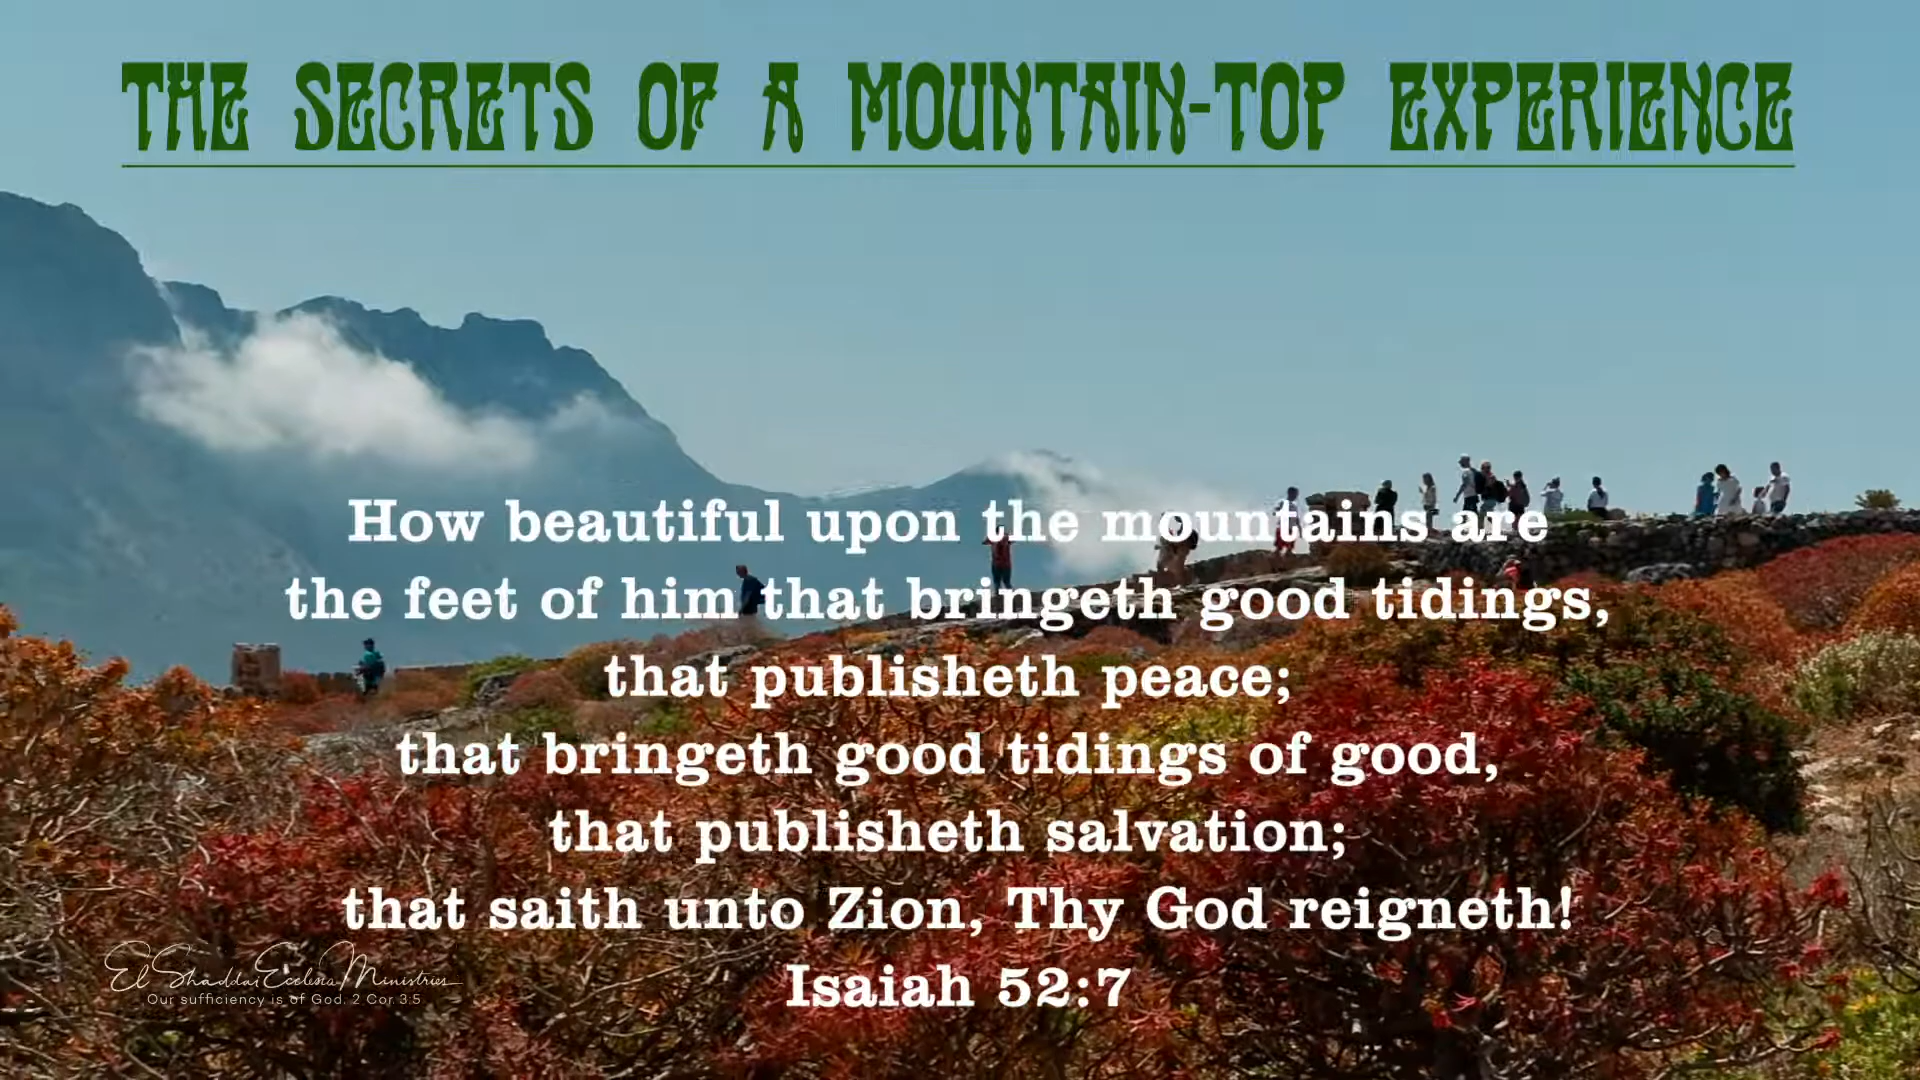 THE SECRETS OF A MOUNTAIN-TOP EXPERIENCE
How beautiful upon the mountains are
the feet of him that bringeth good tidings,
that publisheth peace;
that bringeth good tidings of good,
that publisheth salvation;
that saith unto Zion, Thy God reigneth!
Isaiah 52:7
El Shaddai Ecclesia Ministries
Our sufficiency is of God. 2 Cor 3:5